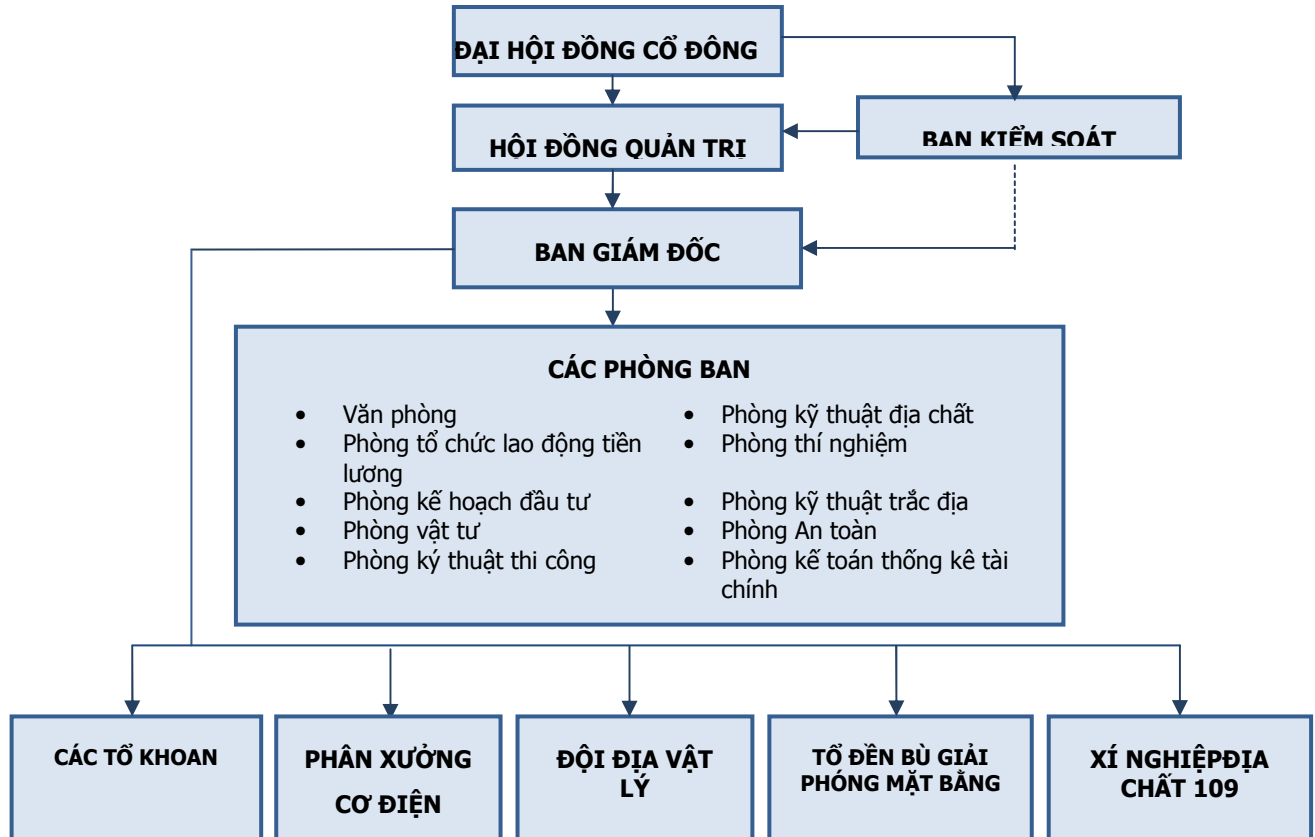 ĐẠI HỘI ĐỒNG CỔ ĐÔNG
HỘI ĐỒNG QUẢN TRỊ
BAN KIỂM SOÁT
BAN GIÁM ĐỐC
CÁC PHÒNG BAN
• Văn phòng
• Phòng tổ chức lao động tiền
lương
• Phòng kế hoạch đầu tư
• Phòng vật tư
• Phòng ký thuật thi công
• Phòng kỹ thuật địa chất
• Phòng thí nghiệm
• Phòng kỹ thuật trắc địa
• Phòng An toàn
• Phòng kế toán thống kê tài
chính
CÁC TỔ KHOAN
PHÂN XƯỞNG
CƠ ĐIỆN
ĐỘI ĐỊA VẬT
LÝ
TỔ ĐỀN BÙ GIẢI
PHÓNG MẶT BẰNG
XÍ NGHIỆPĐỊA
CHẤT 109